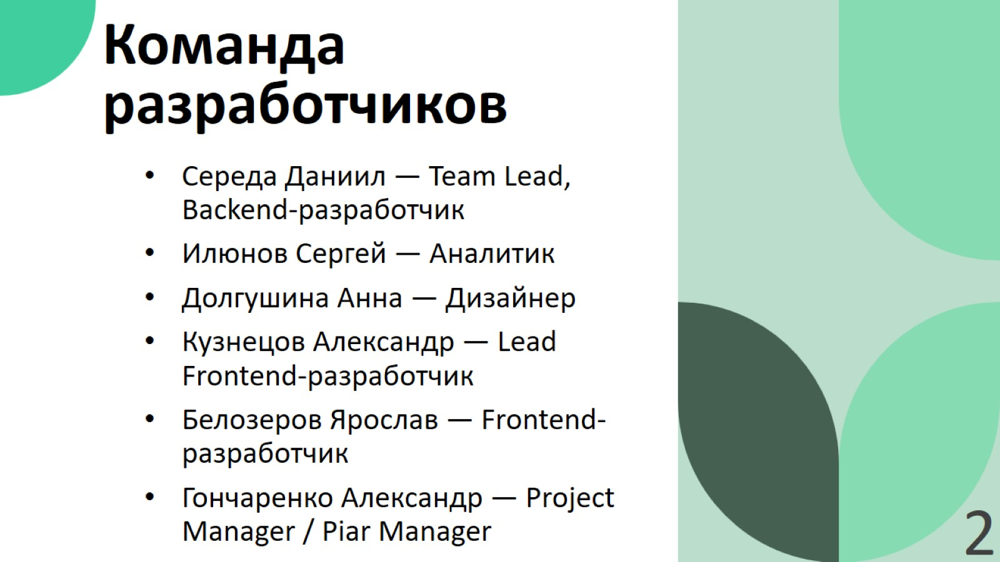 Команда
разработчиков
• Середа Даниил — Team Lead,
Backend-разработчик
• Илюнов Сергей — Аналитик
• Долгушина Анна — Дизайнер
• Кузнецов Александр — Lead
Frontend-разработчик
• Белозеров Ярослав — Frontend-
разработчик
• Гончаренко Александр — Project
Manager / Piar Manager
2